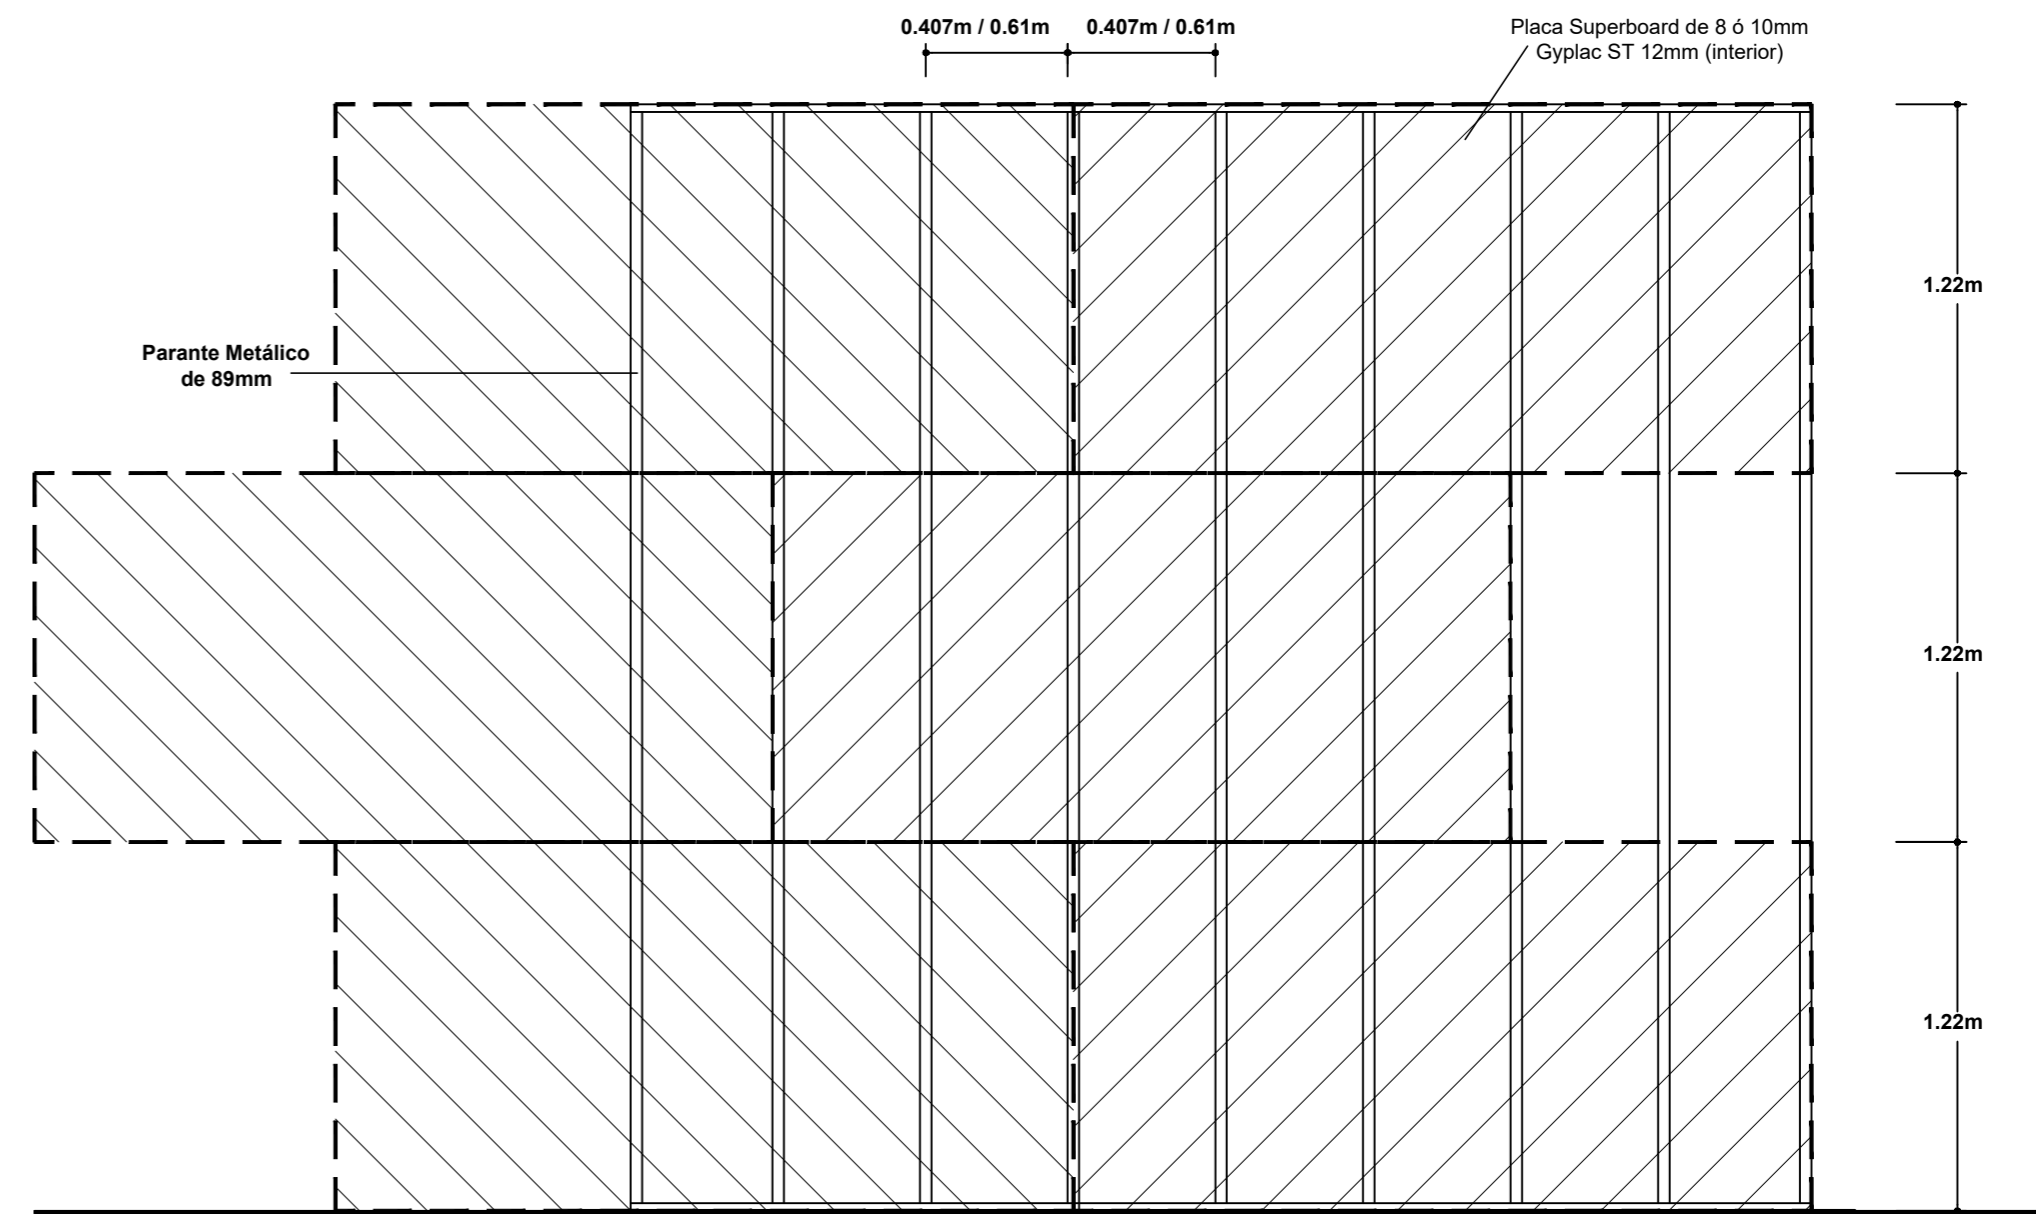 0.407m / 0.61m
0.407m / 0.61m
Placa Superboard de 8 ó 10mm
Gyplac ST 12mm (interior)
1.22m
Parante Metálico
de 89mm
1.22m
1.22m